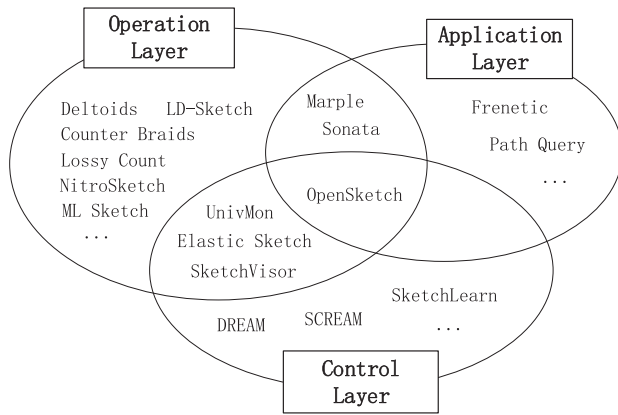 Operation
Layer
Application
Layer
Deltoids LD-Sketch
Counter Braids
Lossy Count
NitroSketch
ML Sketch
...
Marple
Sonata
Frenetic
Path Query
...
OpenSketch
UnivMon
Elastic Sketch
SketchVisor
SketchLearn
DREAM
SCREAM
...
Control
Layer